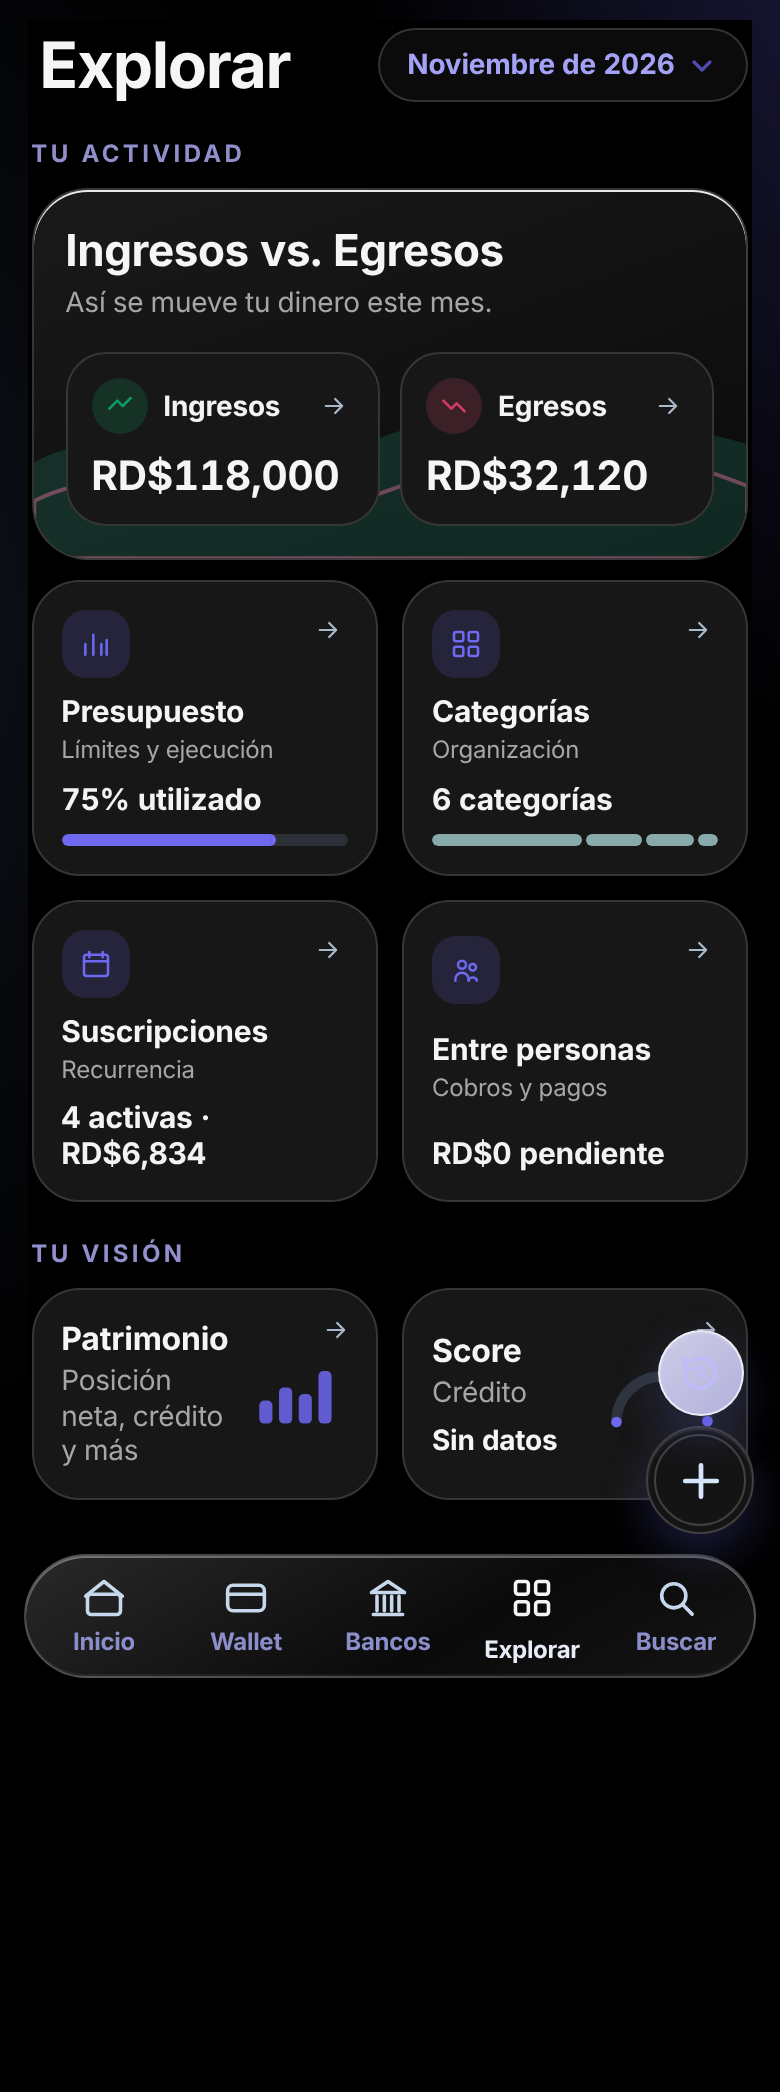 Explorar
Noviembre de 2026
TU ACTIVIDAD
Ingresos vs. Egresos
Así se mueve tu dinero este mes.
Ingresos
RD$118,000
Egresos
RD$32,120
Presupuesto
Límites y ejecución
75% utilizado
Categorías
Organización
6 categorías
Suscripciones
Recurrencia
4 activas ·
RD$6,834
Entre personas
Cobros y pagos
RD$0 pendiente
TU VISIÓN
Patrimonio
Posición
neta, crédito
y más
Score
Crédito
Sin datos
Inicio
Wallet
Bancos
Explorar
Buscar